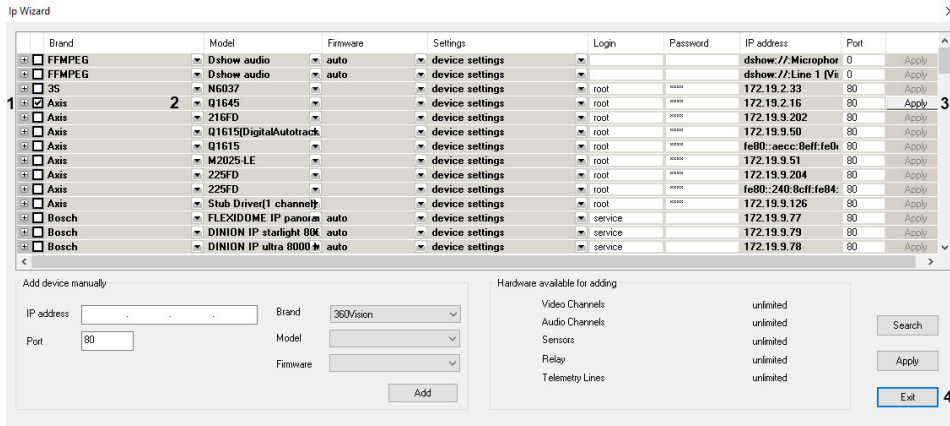 Ip Wizard
Brand Model Firmware Settings Login Password IP address Port
FFMPEG Dshow audio auto device settings dshow://:Microphor 0 Apply
FFMPEG Dshow audio auto device settings dshow://:Line 1 (Vi 0 Apply
3S N6037 device settings root **** 172.19.2.33 80 Apply
1 Axis 2 Q1645 device settings root **** 172.19.2.16 80 Apply 3
Axis 216FD device settings root **** 172.19.9.202 80 Apply
Axis Q1615(DigitalAutotrack device settings root **** 172.19.9.50 80 Apply
Axis Q1615 device settings root **** fe80::aecc:8eff:fe0 80 Apply
Axis M2025-LE device settings root **** 172.19.9.51 80 Apply
Axis 225FD device settings root **** 172.19.9.204 80 Apply
Axis 225FD device settings root **** fe80::240:8cff:fe84: 80 Apply
Axis Stub Driver(1 channel) device settings root **** 172.19.9.126 80 Apply
Bosch FLEXIDOME IP panoram auto device settings service 172.19.9.77 80 Apply
Bosch DINION IP starlight 800 auto device settings service 172.19.9.79 80 Apply
Bosch DINION IP ultra 8000 auto device settings service 172.19.9.78 80 Apply
Add device manually Hardware available for adding
IP address . . . Brand 360Vision Video Channels unlimited
Port 80 Model Audio Channels unlimited Search
Sensors unlimited
Firmware Relay unlimited Apply
Telemetry Lines unlimited
Add Exit 4